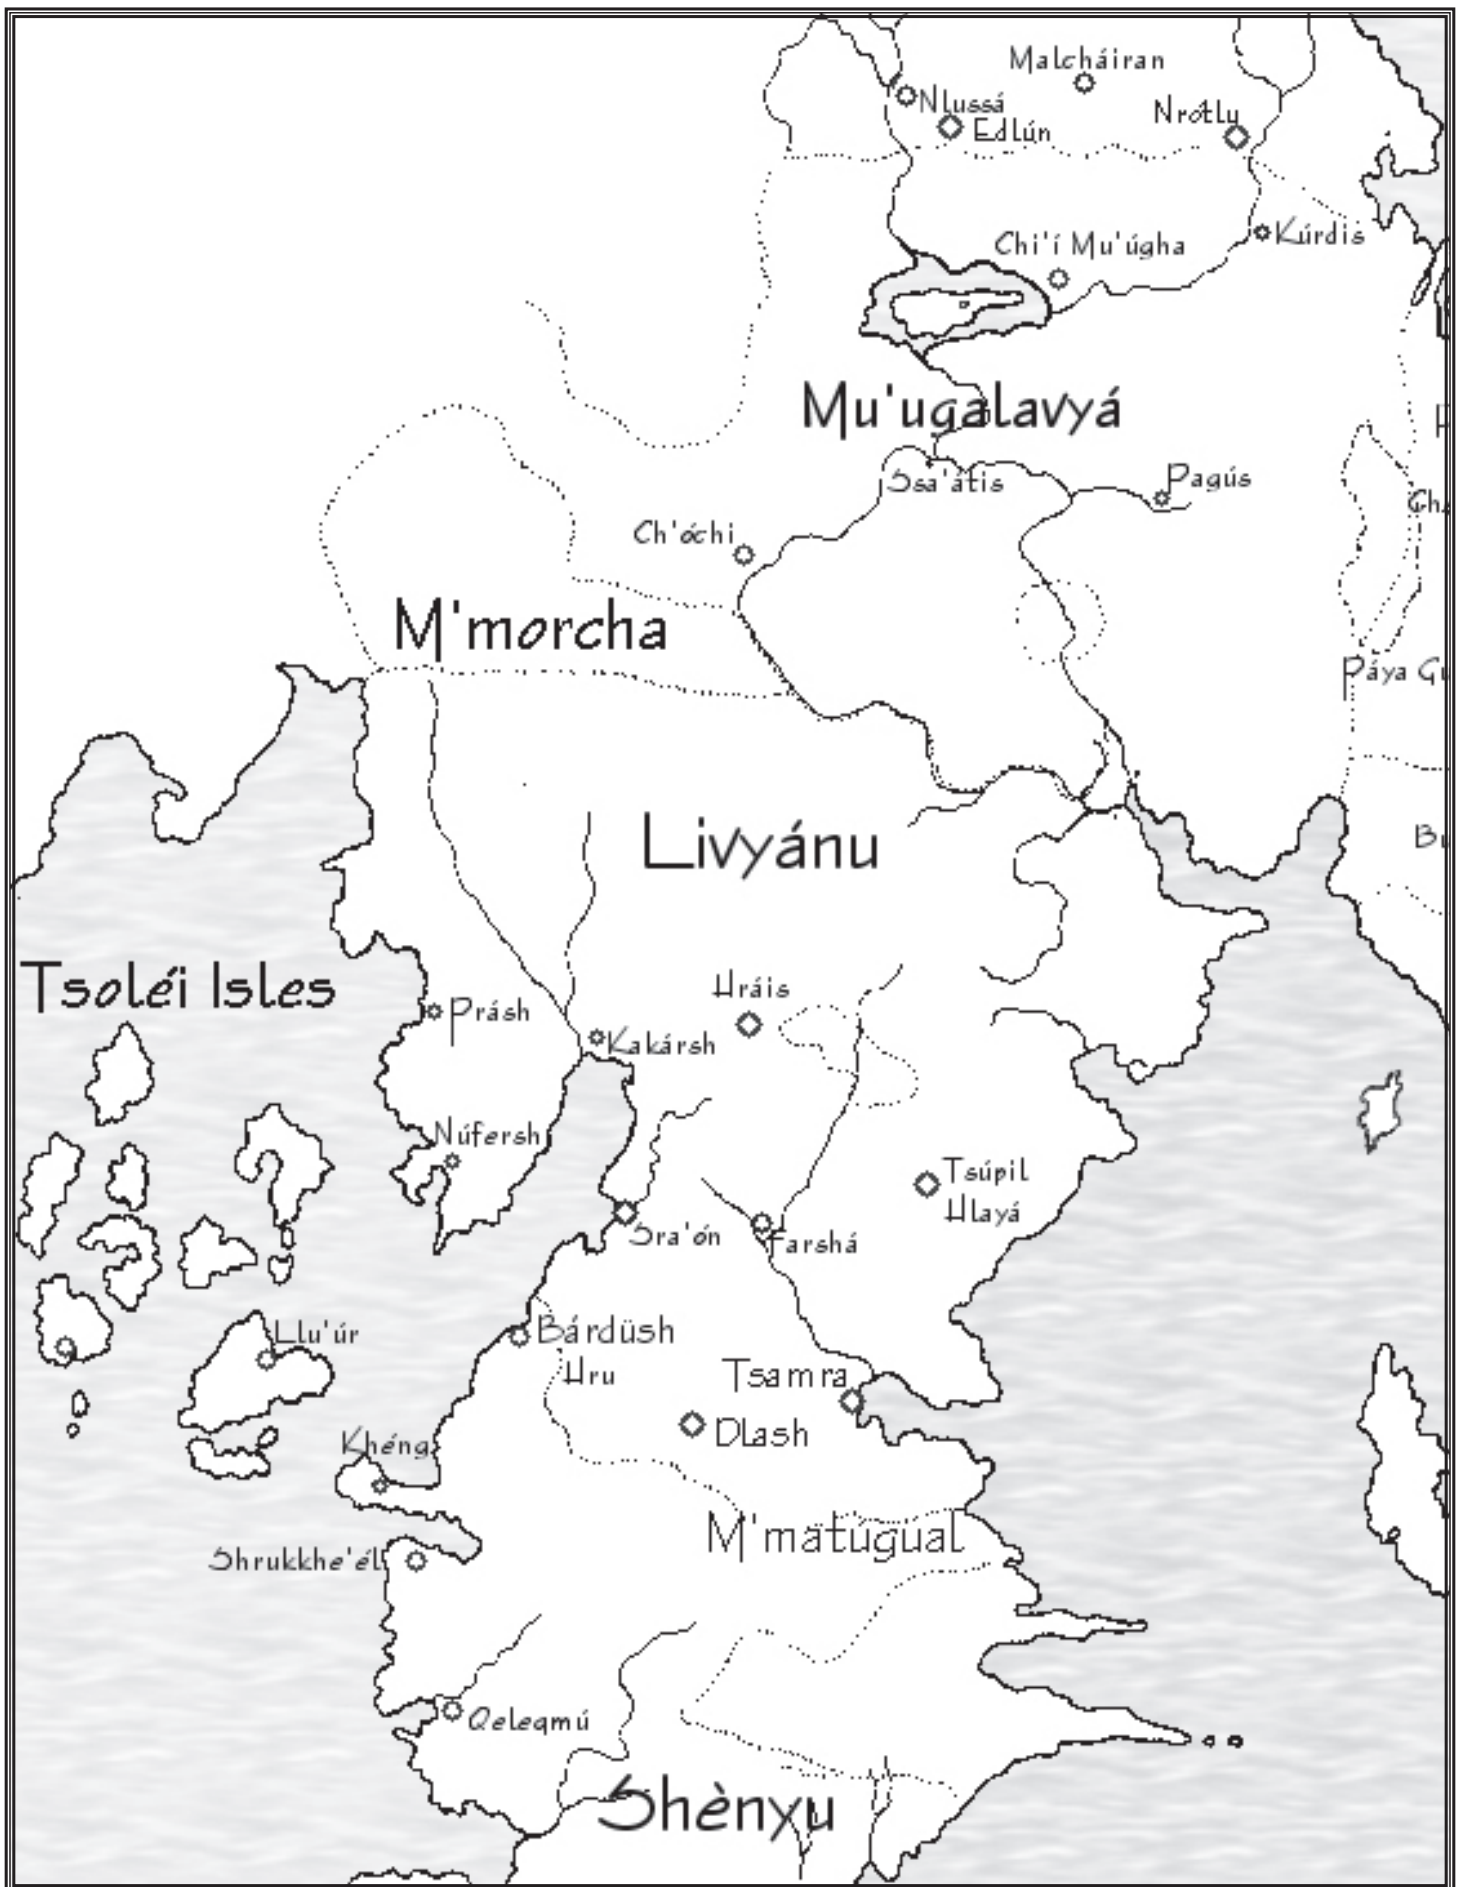 Malcháiran
Nlussá
Edlún
Nrótlu
Kúrdis
Chi'í Mu'úgha
Mu'ugalavyá
Ssa'átis
Pagús
Ch'óchi
M'morcha
Páya
Livyánu
Tsoléi Isles
Hráis
Prásh
Kakársh
Núfersh
Tsúpil
Hlayá
Sra'ón
Farshá
Llu'úr
Bárdüsh
Hru
Tsamra
Dlash
Khéng
M'matúgual
Shrukkhe'él
Qeleqmú
Shènyu